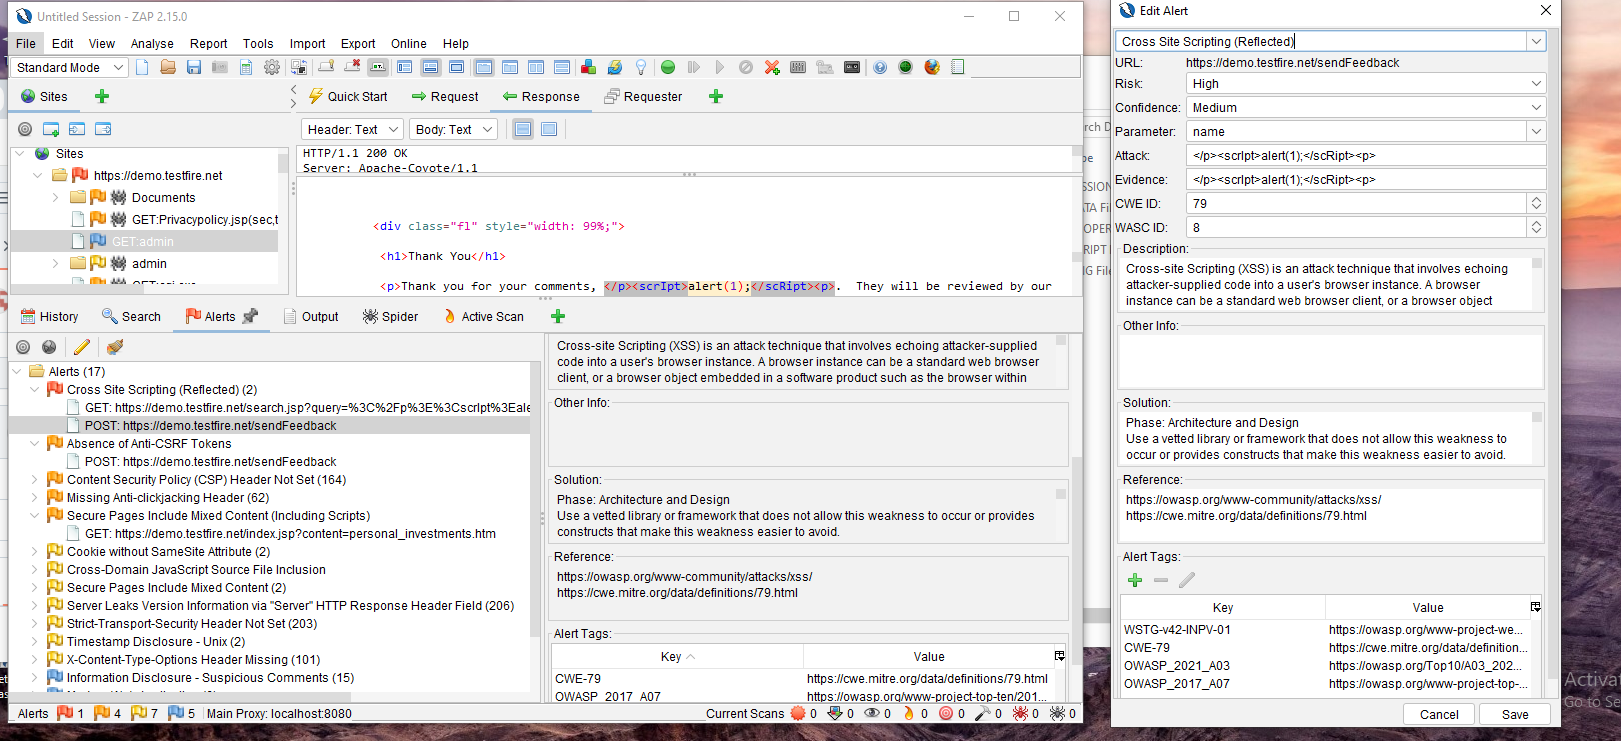 Untitled Session - ZAP 2.15.0
File Edit View Analyse Report Tools Import Export Online Help
Standard Mode
Sites
Quick Start Request Response Requester
Header: Text Body: Text
Sites
https://demo.testfire.net
Documents
GET:Privacypolicy.jsp(sec,t
GET:admin
admin
HTTP/1.1 200 OK
Server: Apache-Coyote/1.1
<div class="fl" style="width: 99%;">
<h1>Thank You</h1>
<p>Thank you for your comments, </p><scrIpt>alert(1);</scRipt><p>.  They will be reviewed by our
History Search Alerts Output Spider Active Scan
Alerts (17)
Cross Site Scripting (Reflected) (2)
GET: https://demo.testfire.net/search.jsp?query=%3C%2Fp%3E%3CscrIpt%3Eale
POST: https://demo.testfire.net/sendFeedback
Absence of Anti-CSRF Tokens
POST: https://demo.testfire.net/sendFeedback
Content Security Policy (CSP) Header Not Set (164)
Missing Anti-clickjacking Header (62)
Secure Pages Include Mixed Content (Including Scripts)
GET: https://demo.testfire.net/index.jsp?content=personal_investments.htm
Cookie without SameSite Attribute (2)
Cross-Domain JavaScript Source File Inclusion
Secure Pages Include Mixed Content (2)
Server Leaks Version Information via "Server" HTTP Response Header Field (206)
Strict-Transport-Security Header Not Set (203)
Timestamp Disclosure - Unix (2)
X-Content-Type-Options Header Missing (101)
Information Disclosure - Suspicious Comments (15)
Cross-site Scripting (XSS) is an attack technique that involves echoing attacker-supplied
code into a user's browser instance. A browser instance can be a standard web browser
client, or a browser object embedded in a software product such as the browser within
Other Info:
Solution:
Phase: Architecture and Design
Use a vetted library or framework that does not allow this weakness to occur or provides
constructs that make this weakness easier to avoid.
Reference:
https://owasp.org/www-community/attacks/xss/
https://cwe.mitre.org/data/definitions/79.html
Alert Tags:
Key Value
CWE-79 https://cwe.mitre.org/data/definitions/79.html
OWASP_2017_A07 https://owasp.org/www-project-top-ten/201...
Alerts 1 4 7 5 Main Proxy: localhost:8080 Current Scans 0 0 0 0 0 0 0 0
Edit Alert
Cross Site Scripting (Reflected)
URL: https://demo.testfire.net/sendFeedback
Risk: High
Confidence: Medium
Parameter: name
Attack: </p><scrIpt>alert(1);</scRipt><p>
Evidence: </p><scrIpt>alert(1);</scRipt><p>
CWE ID: 79
WASC ID: 8
Description:
Cross-site Scripting (XSS) is an attack technique that involves echoing
attacker-supplied code into a user's browser instance. A browser
instance can be a standard web browser client, or a browser object
Other Info:
Solution:
Phase: Architecture and Design
Use a vetted library or framework that does not allow this weakness to
occur or provides constructs that make this weakness easier to avoid.
Reference:
https://owasp.org/www-community/attacks/xss/
https://cwe.mitre.org/data/definitions/79.html
Alert Tags:
Key Value
WSTG-v42-INPV-01 https://owasp.org/www-project-we...
CWE-79 https://cwe.mitre.org/data/definition...
OWASP_2021_A03 https://owasp.org/Top10/A03_202...
OWASP_2017_A07 https://owasp.org/www-project-top-...
Cancel Save
Activat
Go to Se